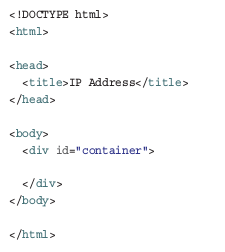 <!DOCTYPE html>
<html>

<head>
  <title>IP Address</title>
</head>

<body>
  <div id="container">

  </div>
</body>

</html>